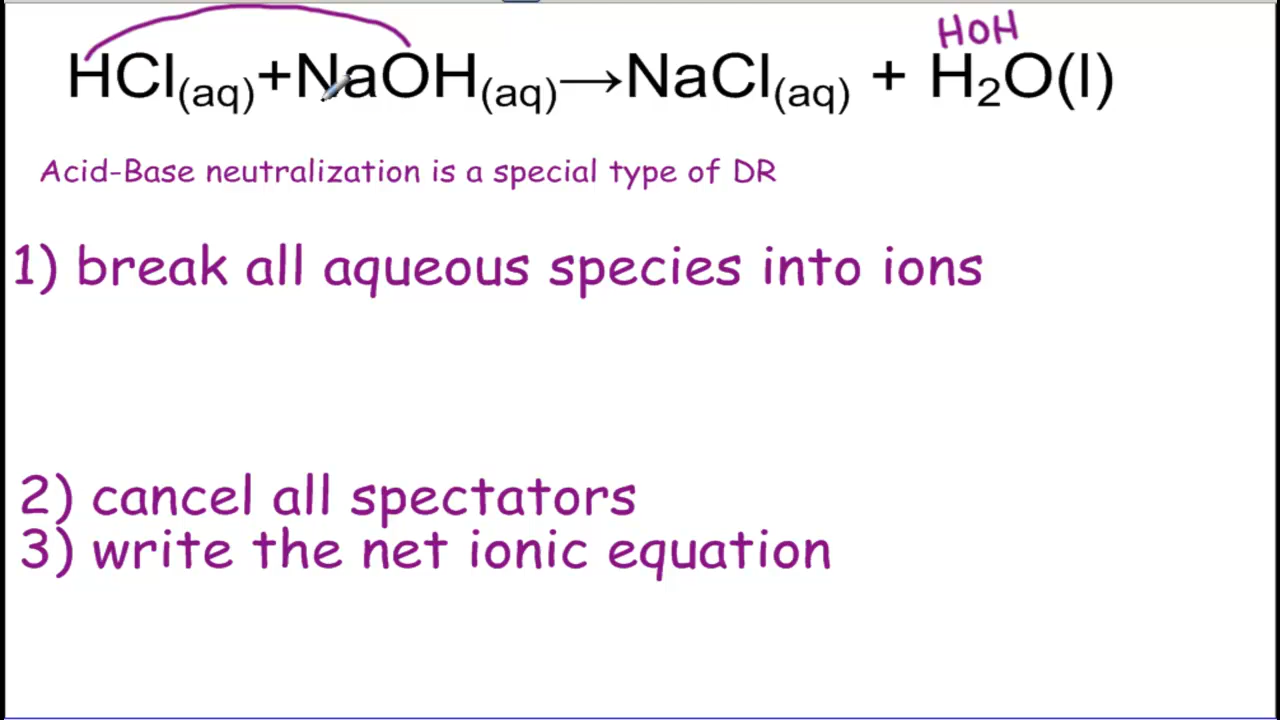 HOH
HCl(aq)+NaOH(aq)→NaCl(aq) + H₂O(l)
Acid-Base neutralization is a special type of DR
1) break all aqueous species into ions
2) cancel all spectators
3) write the net ionic equation